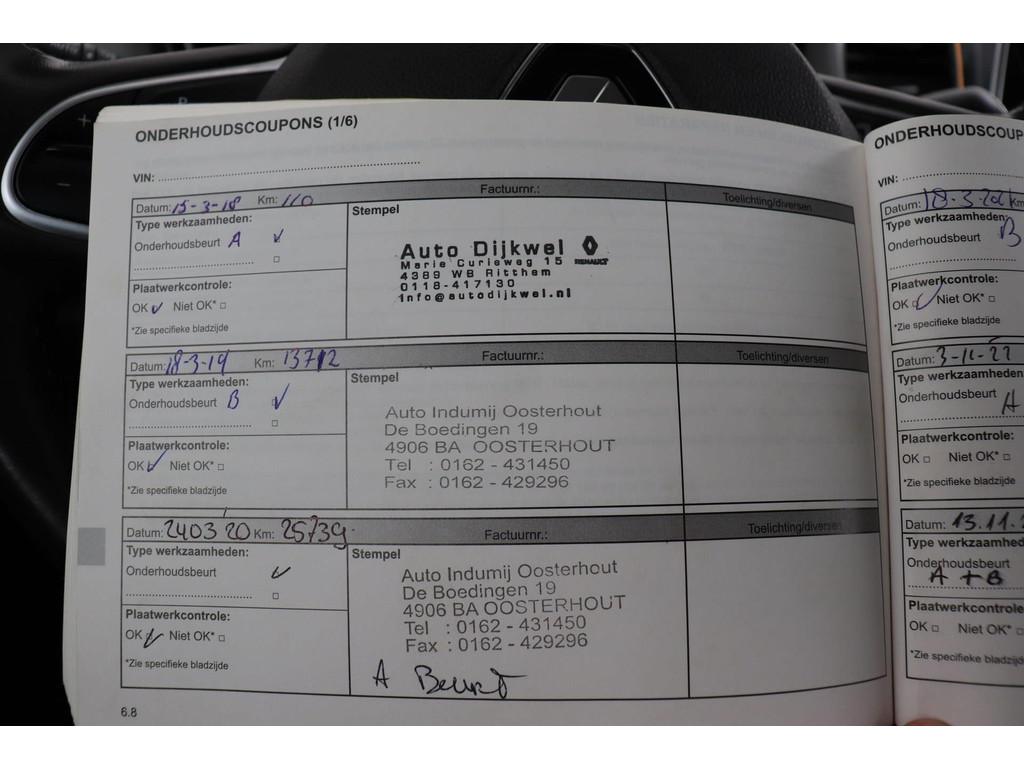 ONDERHOUDSCOUPONS (1/6)
VIN:
Datum: 15-3-18 Km: 110 Factuurnr.: Toelichting/diversen
Type werkzaamheden:
Onderhoudsbeurt A
Plaatwerkcontrole:
OK Niet OK*
*Zie specifieke bladzijde
Stempel
Auto Dijkwel
Marie Curieweg 15 RENAULT
4389 WB Ritthem
0118-417130
info@autodijkwel.nl
Datum: 18-3-19 Km: 13712 Factuurnr.: Toelichting/diversen
Type werkzaamheden:
Onderhoudsbeurt B
Plaatwerkcontrole:
OK Niet OK*
*Zie specifieke bladzijde
Stempel
Auto Indumij Oosterhout
De Boedingen 19
4906 BA OOSTERHOUT
Tel : 0162 - 431450
Fax : 0162 - 429296
Datum: 240320 Km: 25739 Factuurnr.: Toelichting/diversen
Type werkzaamheden:
Onderhoudsbeurt
Plaatwerkcontrole:
OK Niet OK*
*Zie specifieke bladzijde
Stempel
Auto Indumij Oosterhout
De Boedingen 19
4906 BA OOSTERHOUT
Tel : 0162 - 431450
Fax : 0162 - 429296
A Beurt
6.8
ONDERHOUDSCOUP
VIN:
Datum: Km
Type werkzaamheden:
Onderhoudsbeurt B
Plaatwerkcontrole:
OK Niet OK*
*Zie specifieke bladzijde
Datum:
Type werkzaamheden:
Onderhoudsbeurt A
Plaatwerkcontrole:
OK Niet OK*
*Zie specifieke bladzijde
Datum: 13.11.
Type werkzaamhed
Onderhoudsbeurt
A + B
Plaatwerkcontrole
OK Niet OK*
*Zie specifieke bladzijd